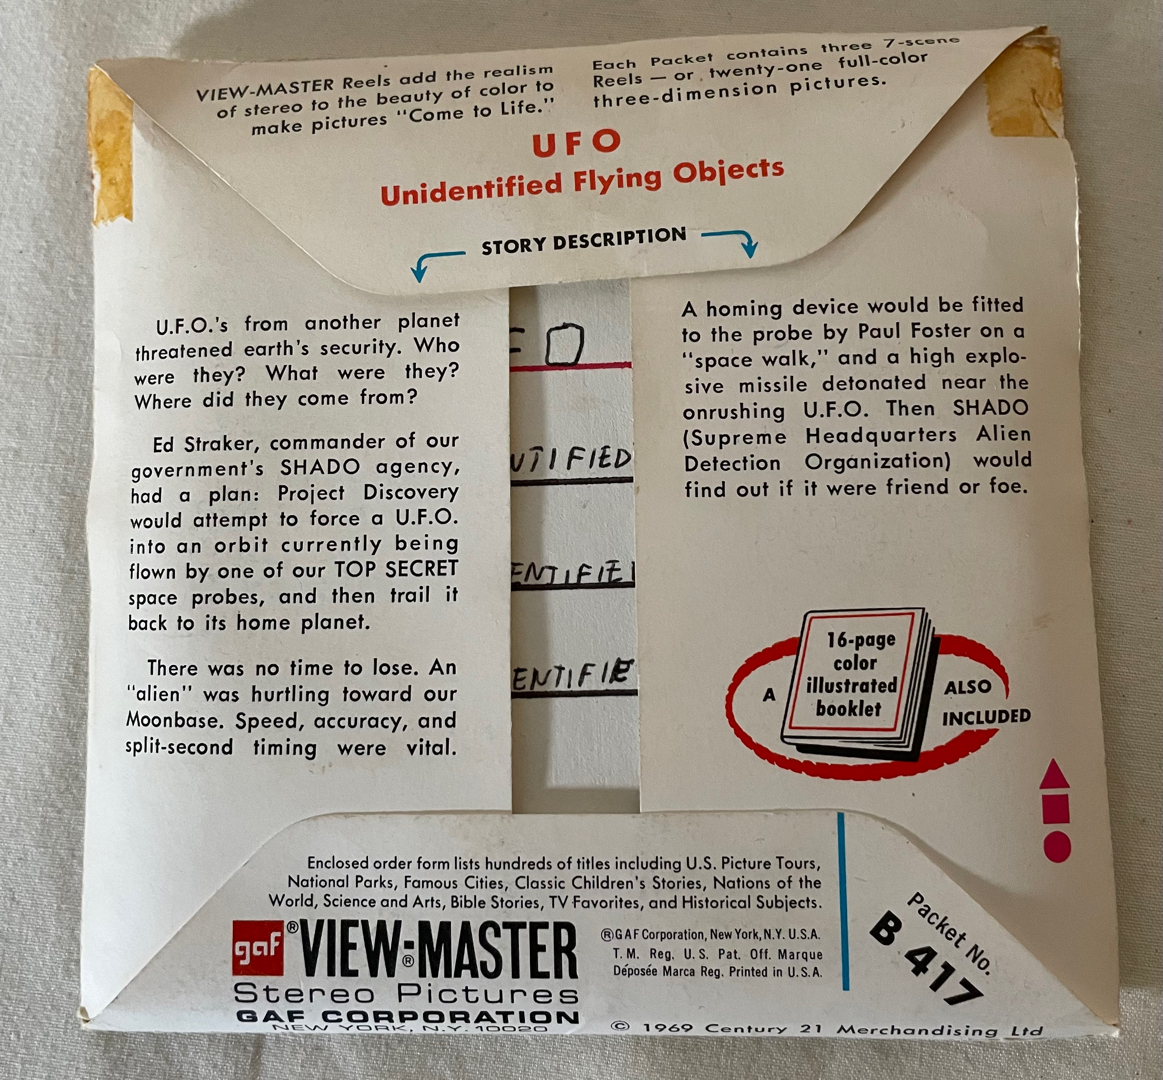 VIEW-MASTER Reels add the realism
of stereo to the beauty of color to
make pictures "Come to Life."
Each Packet contains three 7-scene
Reels — or twenty-one full-color
three-dimension pictures.
UFO
Unidentified Flying Objects
STORY DESCRIPTION
U.F.O.'s from another planet
threatened earth's security. Who
were they? What were they?
Where did they come from?
Ed Straker, commander of our
government's SHADO agency,
had a plan: Project Discovery
would attempt to force a U.F.O.
into an orbit currently being
flown by one of our TOP SECRET
space probes, and then trail it
back to its home planet.
There was no time to lose. An
"alien" was hurtling toward our
Moonbase. Speed, accuracy, and
split-second timing were vital.
F O
NTIFIED
ENTIFIE
ENTIFIE
A homing device would be fitted
to the probe by Paul Foster on a
"space walk," and a high explo-
sive missile detonated near the
onrushing U.F.O. Then SHADO
(Supreme Headquarters Alien
Detection Organization) would
find out if it were friend or foe.
A
16-page
color
illustrated
booklet
ALSO
INCLUDED
Enclosed order form lists hundreds of titles including U.S. Picture Tours,
National Parks, Famous Cities, Classic Children's Stories, Nations of the
World, Science and Arts, Bible Stories, TV Favorites, and Historical Subjects.
gaf ® VIEW-MASTER ®
Stereo Pictures
GAF CORPORATION
NEW YORK, N.Y. 10020
® GAF Corporation, New York, N.Y. U.S.A.
T. M. Reg. U.S. Pat. Off. Marque
Déposée Marca Reg. Printed in U.S.A.
Packet No.
B 417
© 1969 Century 21 Merchandising Ltd